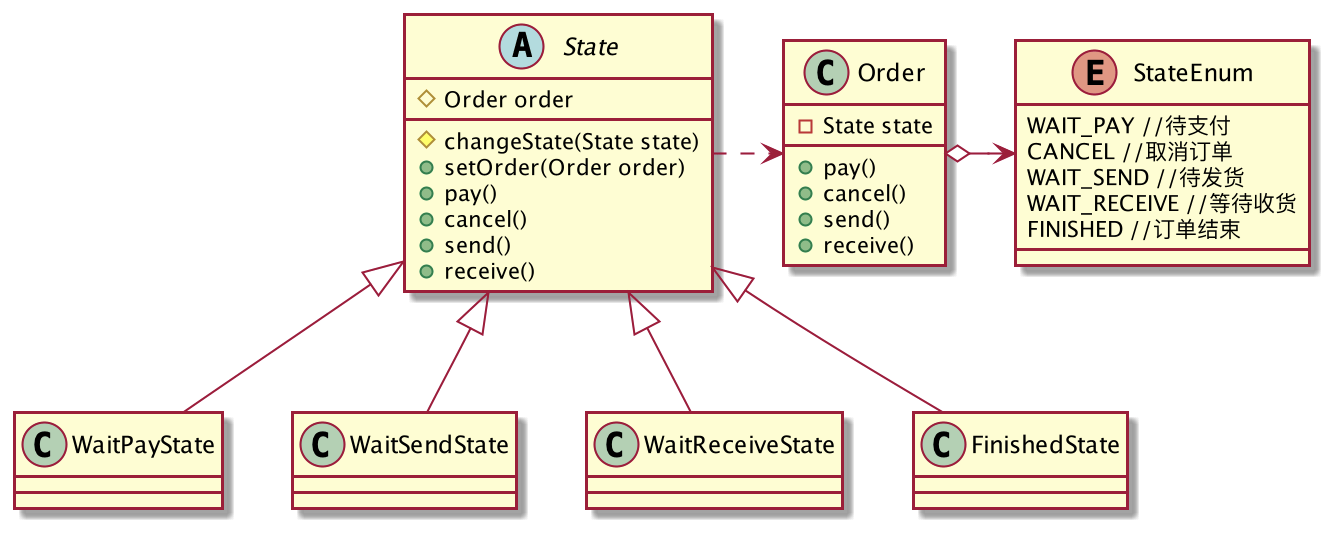 A State
Order order
changeState(State state)
setOrder(Order order)
pay()
cancel()
send()
receive()
C Order
State state
pay()
cancel()
send()
receive()
E StateEnum
WAIT_PAY //待支付
CANCEL //取消订单
WAIT_SEND //待发货
WAIT_RECEIVE //等待收货
FINISHED //订单结束
C WaitPayState
C WaitSendState
C WaitReceiveState
C FinishedState